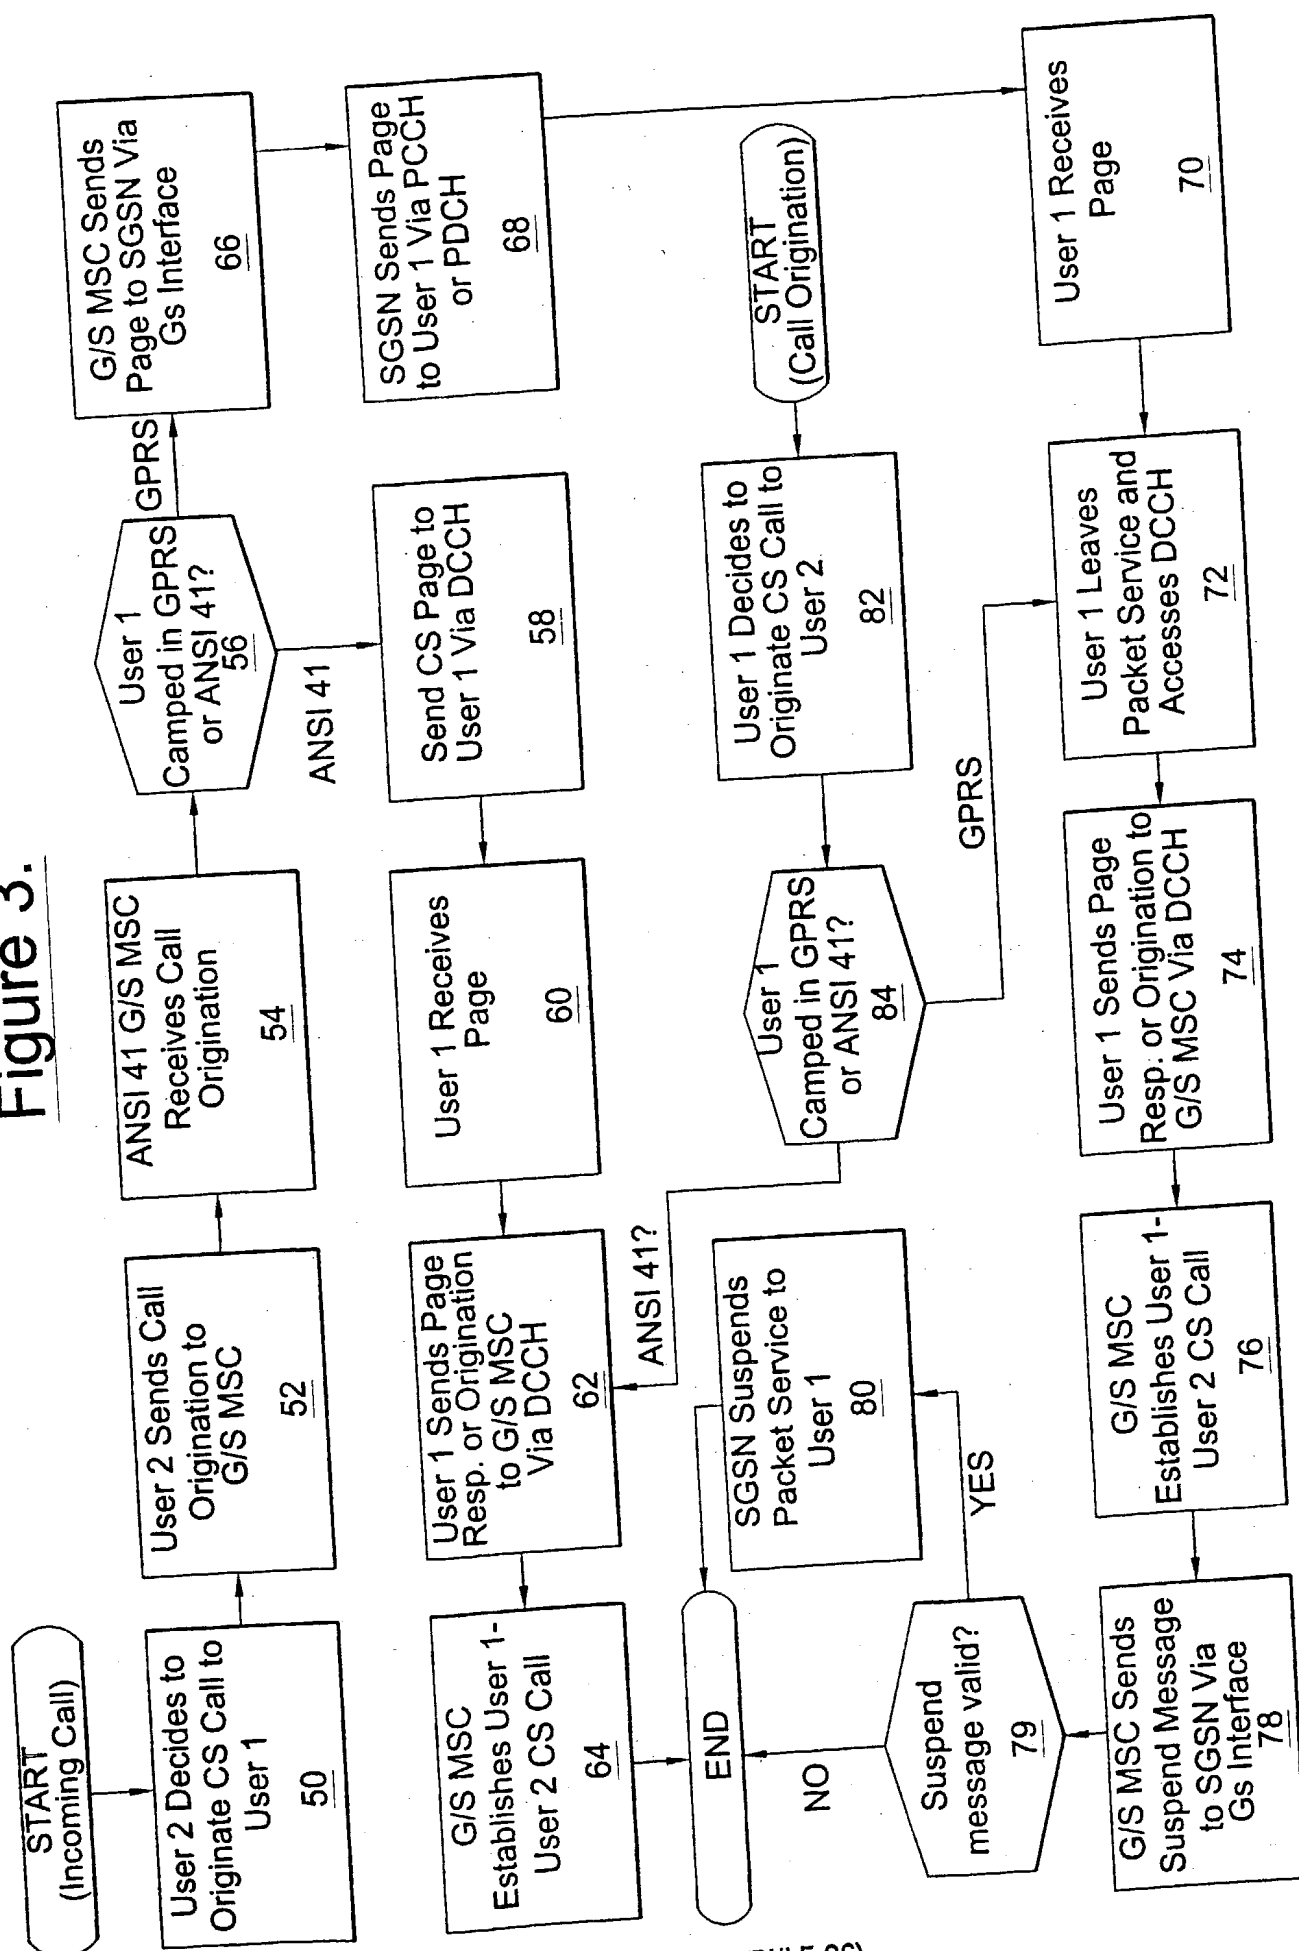 Figure 3.
START
(Incoming Call)
User 2 Decides to
Originate CS Call to
User 1
50
User 2 Sends Call
Origination to
G/S MSC
52
ANSI 41 G/S MSC
Receives Call
Origination
54
User 1
Camped in GPRS
or ANSI 41?
56
GPRS
G/S MSC Sends
Page to SGSN Via
Gs Interface
66
ANSI 41
SGSN Sends Page
to User 1 Via PCCH
or PDCH
68
Send CS Page to
User 1 Via DCCH
58
User 1 Receives
Page
60
User 1 Sends Page
Resp. or Origination
to G/S MSC
Via DCCH
62
G/S MSC
Establishes User 1-
User 2 CS Call
64
END
ANSI 41?
START
(Call Origination)
User 1 Decides to
Originate CS Call to
User 2
82
User 1
Camped in GPRS
or ANSI 41?
84
GPRS
SGSN Suspends
Packet Service to
User 1
80
YES
NO
Suspend
message valid?
79
User 1 Receives
Page
70
User 1 Leaves
Packet Service and
Accesses DCCH
72
User 1 Sends Page
Resp. or Origination to
G/S MSC Via DCCH
74
G/S MSC
Establishes User 1-
User 2 CS Call
76
G/S MSC Sends
Suspend Message
to SGSN Via
Gs Interface
78